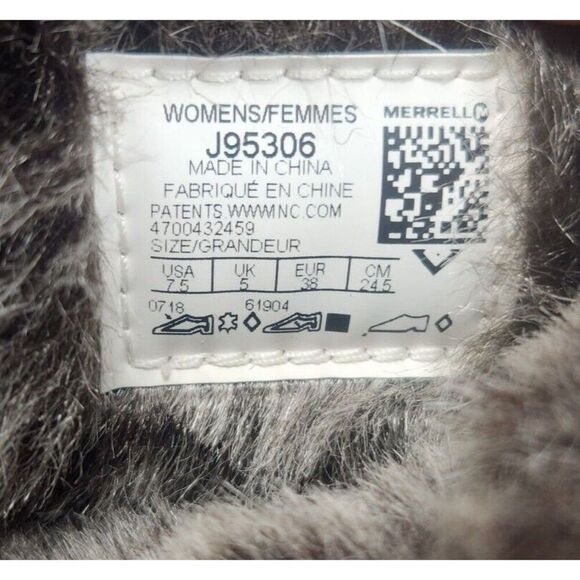 WOMENS/FEMMES MERRELL
J95306
MADE IN CHINA
FABRIQUÉ EN CHINE
PATENTS WWWNC.COM
4700432459
SIZE/GRANDEUR
USA UK EUR CM
7.5 5 38 24.5
0718 61904